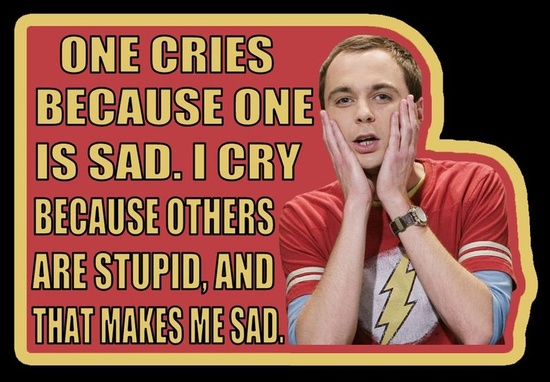 ONE CRIES
BECAUSE ONE
IS SAD. I CRY
BECAUSE OTHERS
ARE STUPID, AND
THAT MAKES ME SAD.